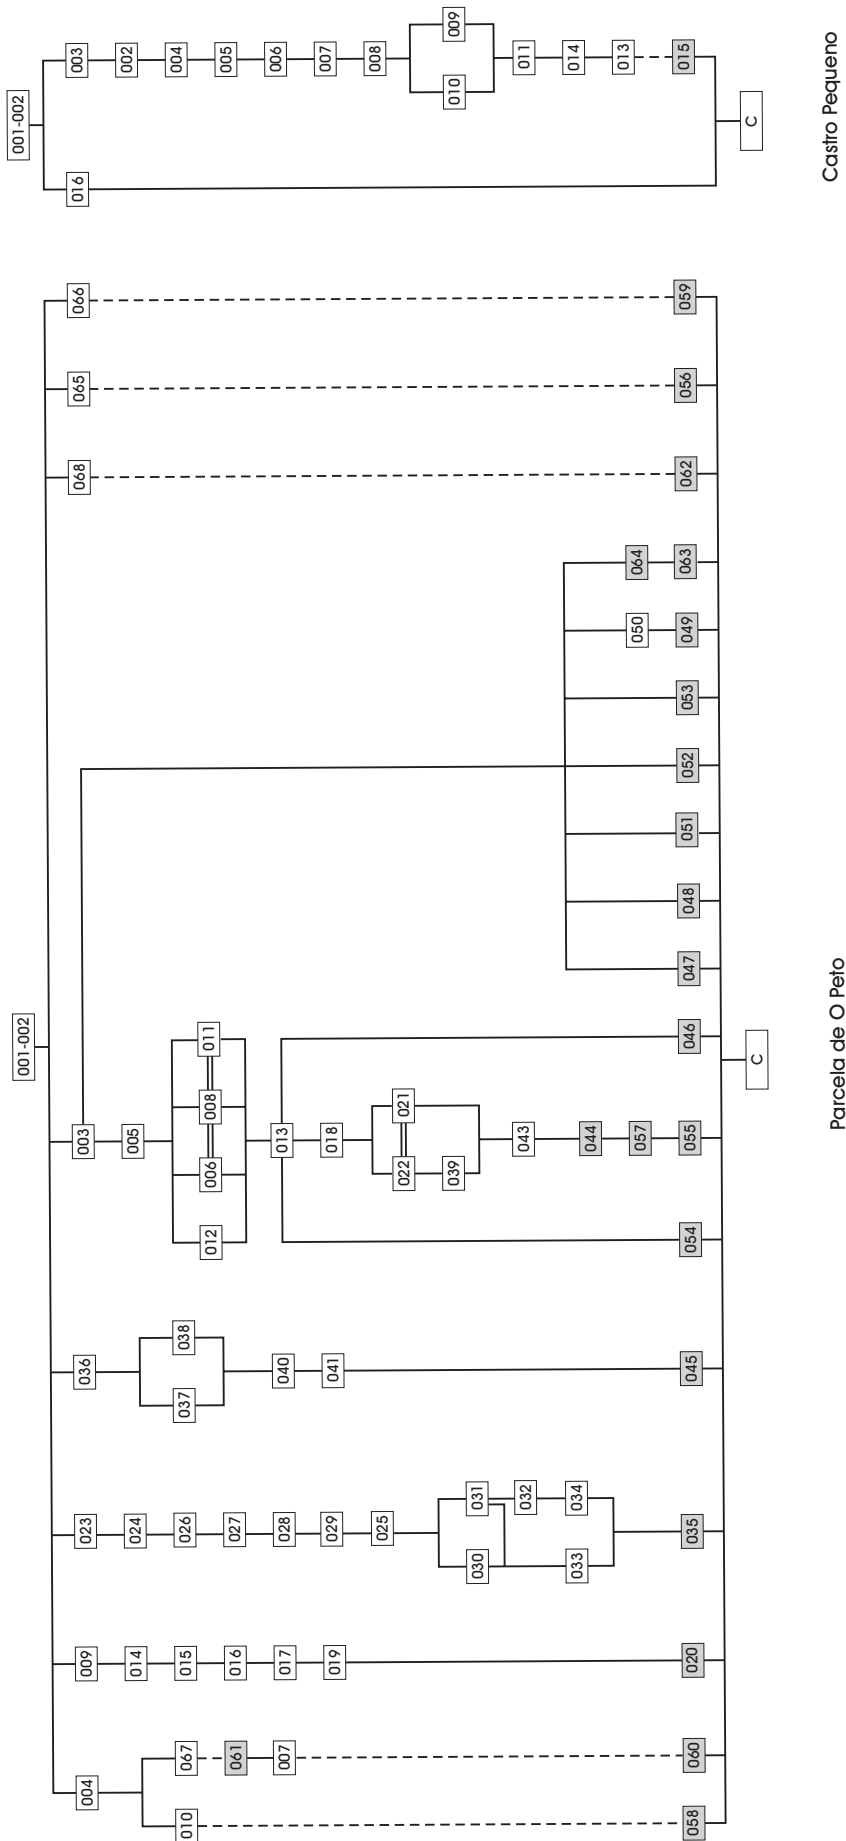 001-002 001-002
004 009 023 036 003 068 065 066 016 003
014 024 005 002
010 067 015 026 037 038 004
012 006 008 011
061 016 027 005
007 017 028 040 013 006
019 029 041 018 007
025 008
022 021
039 010 009
030 031
032 043 011
033 034 014
044
057 050 064 013
058 060 020 035 045 054 055 046 047 048 051 052 053 049 063 062 056 059 015
C C
Parcela de O Peto
Castro Pequeno